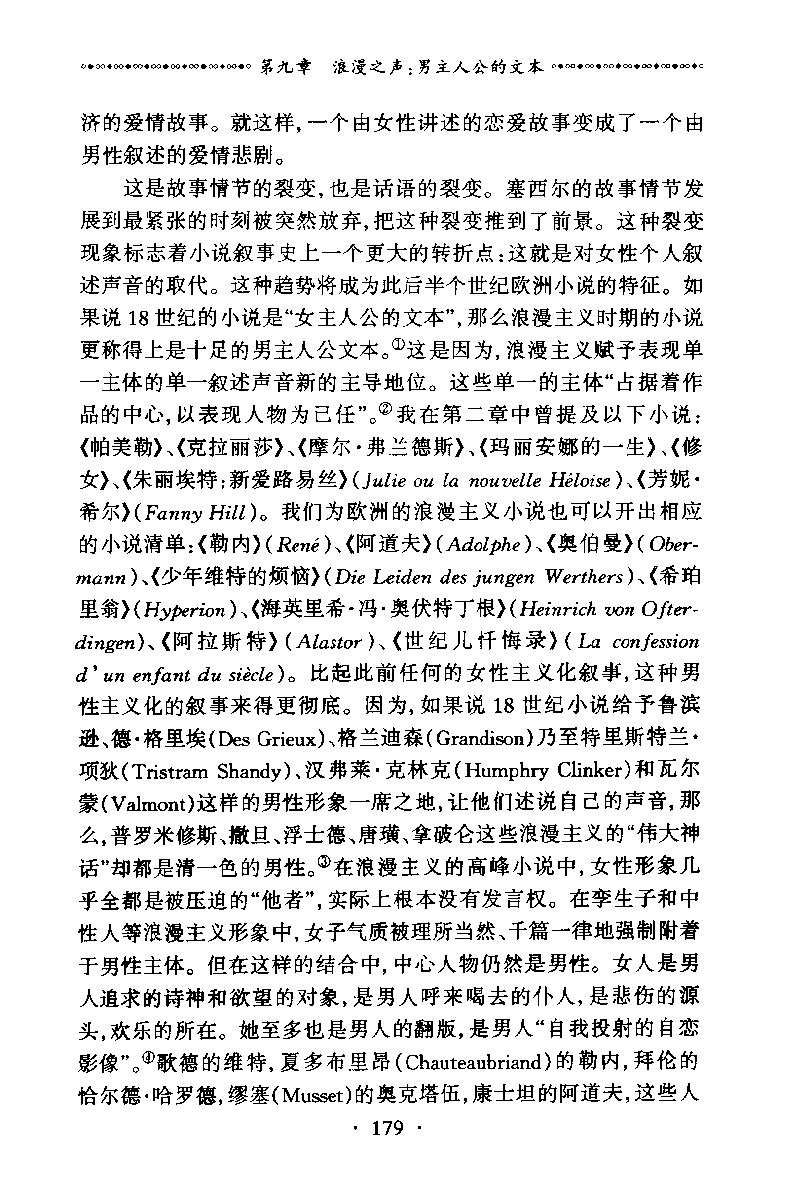 第九章 浪漫之声:男主人公的文本
济的爱情故事。就这样,一个由女性讲述的恋爱故事变成了一个由
男性叙述的爱情悲剧。
这是故事情节的裂变,也是话语的裂变。塞西尔的故事情节发
展到最紧张的时刻被突然放弃,把这种裂变推到了前景。这种裂变
现象标志着小说叙事史上一个更大的转折点:这就是对女性个人叙
述声音的取代。这种趋势将成为此后半个世纪欧洲小说的特征。如
果说 18 世纪的小说是“女主人公的文本”,那么浪漫主义时期的小说
更称得上是十足的男主人公文本。①这是因为,浪漫主义赋予表现单
一主体的单一叙述声音新的主导地位。这些单一的主体“占据着作
品的中心,以表现人物为已任”。②我在第二章中曾提及以下小说:
《帕美勒》、《克拉丽莎》、《摩尔·弗兰德斯》、《玛丽安娜的一生》、《修
女》、《朱丽埃特:新爱路易丝》(Julie ou la nouvelle Héloise)、《芳妮·
希尔》(Fanny Hill)。我们为欧洲的浪漫主义小说也可以开出相应
的小说清单:《勒内》(René)、《阿道夫》(Adolphe)、《奥伯曼》(Ober-
mann)、《少年维特的烦恼》(Die Leiden des jungen Werthers)、《希珀
里翁》(Hyperion)、《海英里希·冯·奥伏特丁根》(Heinrich von Ofter-
dingen)、《阿拉斯特》(Alastor)、《世纪儿忏悔录》(La confession
d’un enfant du siècle)。比起此前任何的女性主义化叙事,这种男
性主义化的叙事来得更彻底。因为,如果说 18 世纪小说给予鲁滨
逊、德·格里埃(Des Grieux)、格兰迪森(Grandison)乃至特里斯特兰·
项狄(Tristram Shandy)、汉弗莱·克林克(Humphry Clinker)和瓦尔
蒙(Valmont)这样的男性形象一席之地,让他们述说自己的声音,那
么,普罗米修斯、撒旦、浮士德、唐璜、拿破仑这些浪漫主义的“伟大神
话”却都是清一色的男性。③在浪漫主义的高峰小说中,女性形象几
乎全都是被压迫的“他者”,实际上根本没有发言权。在孪生子和中
性人等浪漫主义形象中,女子气质被理所当然、千篇一律地强制附着
于男性主体。但在这样的结合中,中心人物仍然是男性。女人是男
人追求的诗神和欲望的对象,是男人呼来喝去的仆人,是悲伤的源
头,欢乐的所在。她至多也是男人的翻版,是男人“自我投射的自恋
影像”。④歌德的维特,夏多布里昂(Chauteaubriand)的勒内,拜伦的
恰尔德·哈罗德,缪塞(Musset)的奥克塔伍,康士坦的阿道夫,这些人
· 179 ·